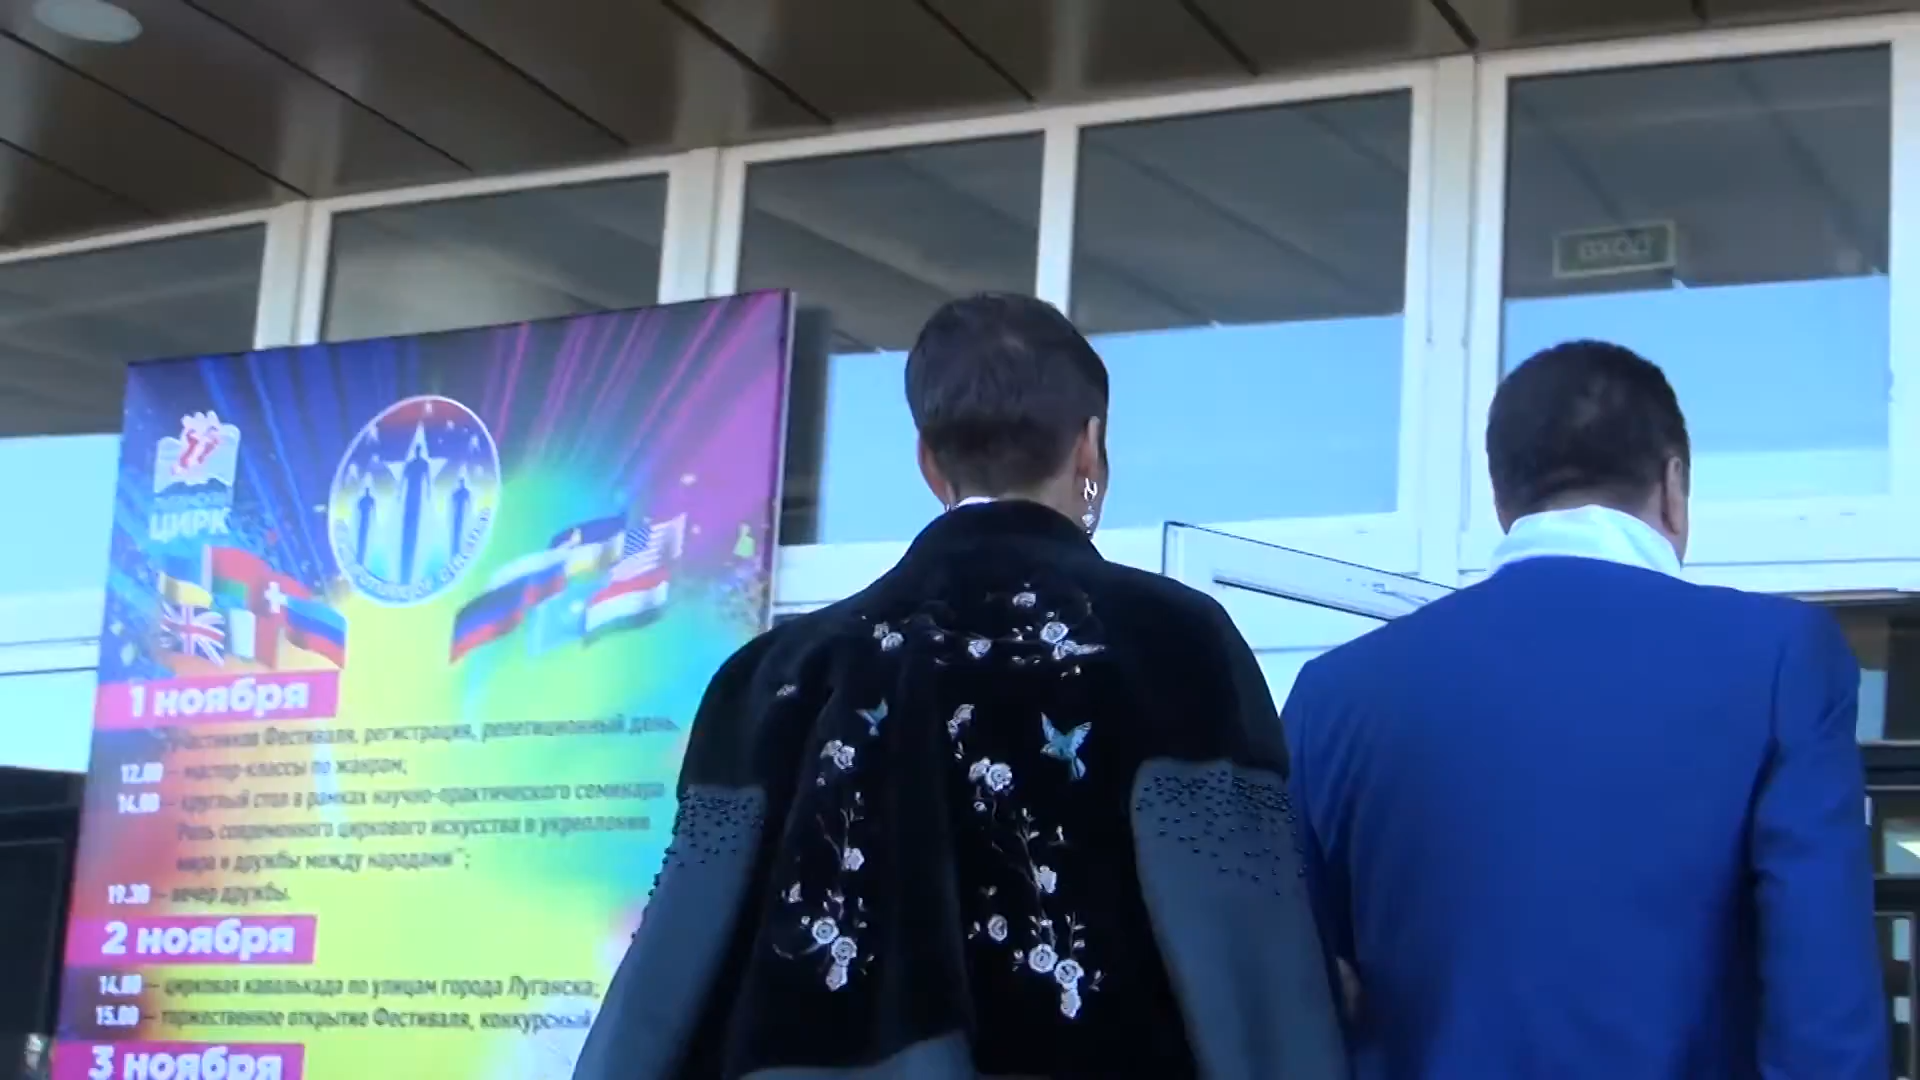 ВХОД
ЦИРК
1 ноября
участников Фестиваля, регистрация, репетиционный день.
12.00 – мастер-классы по жанрам;
14.00 – круглый стол в рамках научно-практического семинара
Роль современного циркового искусства в укреплении
мира и дружбы между народами";
19.30 – вечер дружбы.
2 ноября
14.00 – цирковая кавалькада по улицам города Луганска;
15.00 – торжественное открытие Фестиваля, конкурсный
3 ноября